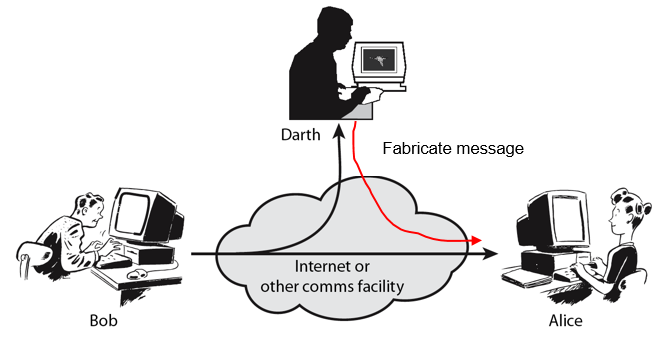 Darth
Fabricate message
Internet or
other comms facility
Bob
Alice